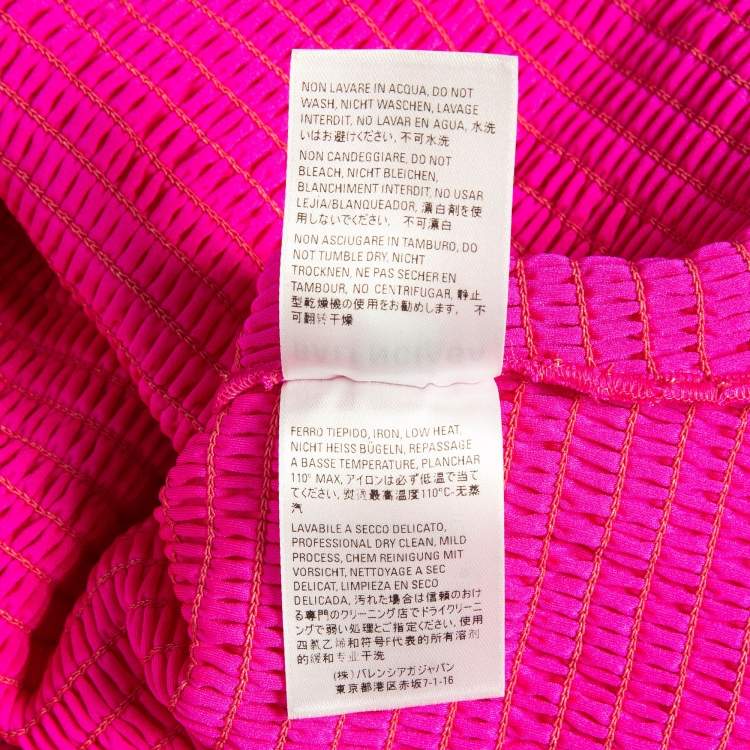 NON LAVARE IN ACQUA, DO NOT
WASH, NICHT WASCHEN, LAVAGE
INTERDIT, NO LAVAR EN AGUA, 水洗
いはお避けください, 不可水洗
NON CANDEGGIARE, DO NOT
BLEACH, NICHT BLEICHEN,
BLANCHIMENT INTERDIT, NO USAR
LEJIA/BLANQUEADOR, 漂白剤を使
用しないでください, 不可漂白
NON ASCIUGARE IN TAMBURO, DO
NOT TUMBLE DRY, NICHT
TROCKNEN, NE PAS SECHER EN
TAMBOUR, NO CENTRIFUGAR, 静止
型乾燥機の使用をお勧めします, 不
可翻转干燥
FERRO TIEPIDO, IRON, LOW HEAT,
NICHT HEISS BÜGELN, REPASSAGE
A BASSE TEMPERATURE, PLANCHAR
110° MAX, アイロンは必ず低温で当て
てください, 熨烫最高温度110°C-无蒸
汽
LAVABILE A SECCO DELICATO,
PROFESSIONAL DRY CLEAN, MILD
PROCESS, CHEM REINIGUNG MIT
VORSICHT, NETTOYAGE A SEC
DELICAT, LIMPIEZA EN SECO
DELICADA, 汚れた場合は信頼のおけ
る専門のクリーニング店でドライクリーニ
ングで弱い処理とご指定ください, 使用
四氯乙烯和符号F代表的所有溶剂
的缓和专业干洗
(株) バレンシアガジャパン
東京都港区赤坂7-1-16